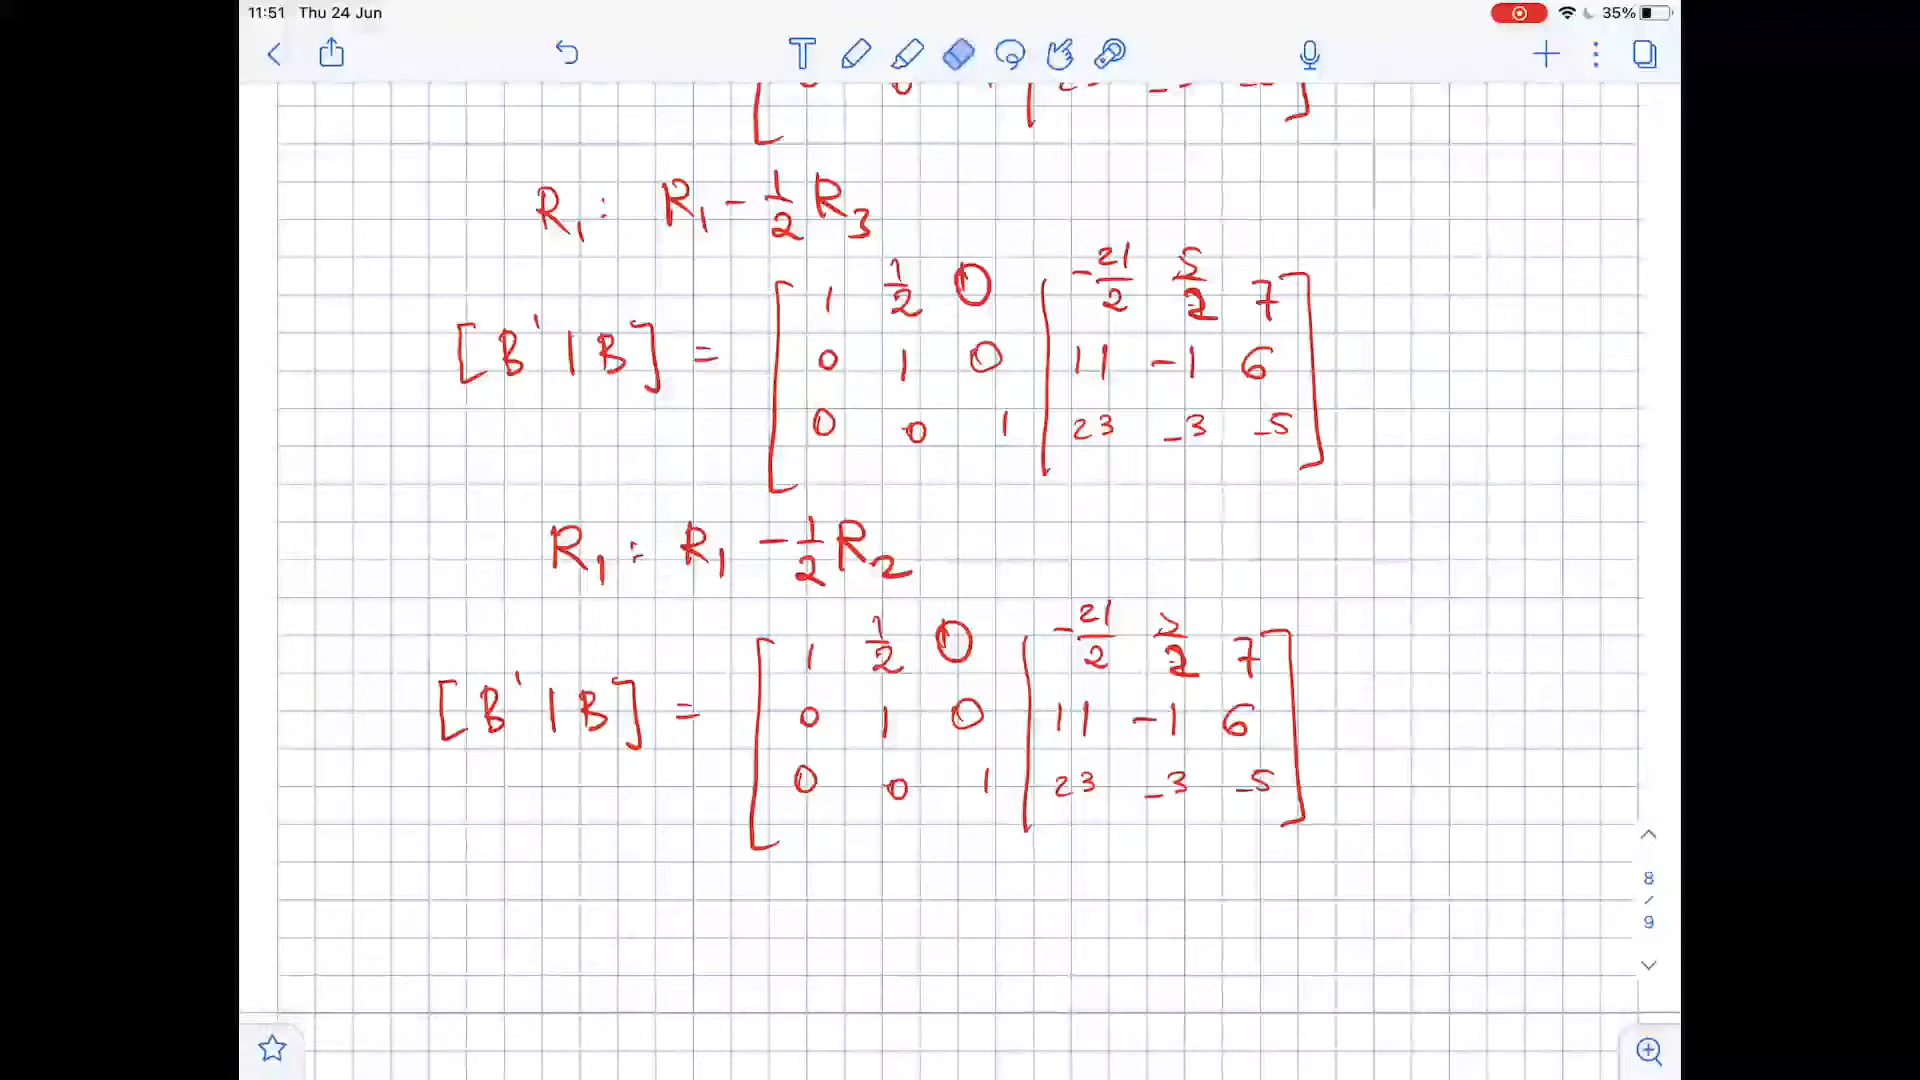 11:51 Thu 24 Jun 35%
R₁ : R₁ - 1/2 R₃
[B' | B] = [ 1 1/2 0 | -21/2 5/2 7 ]
0 1 0 | 11 -1 6
0 0 1 | 23 -3 -5
R₁ : R₁ - 1/2 R₂
[B' | B] = [ 1 1/2 0 | -21/2 5/2 7 ]
0 1 0 | 11 -1 6
0 0 1 | 23 -3 -5
8 / 9